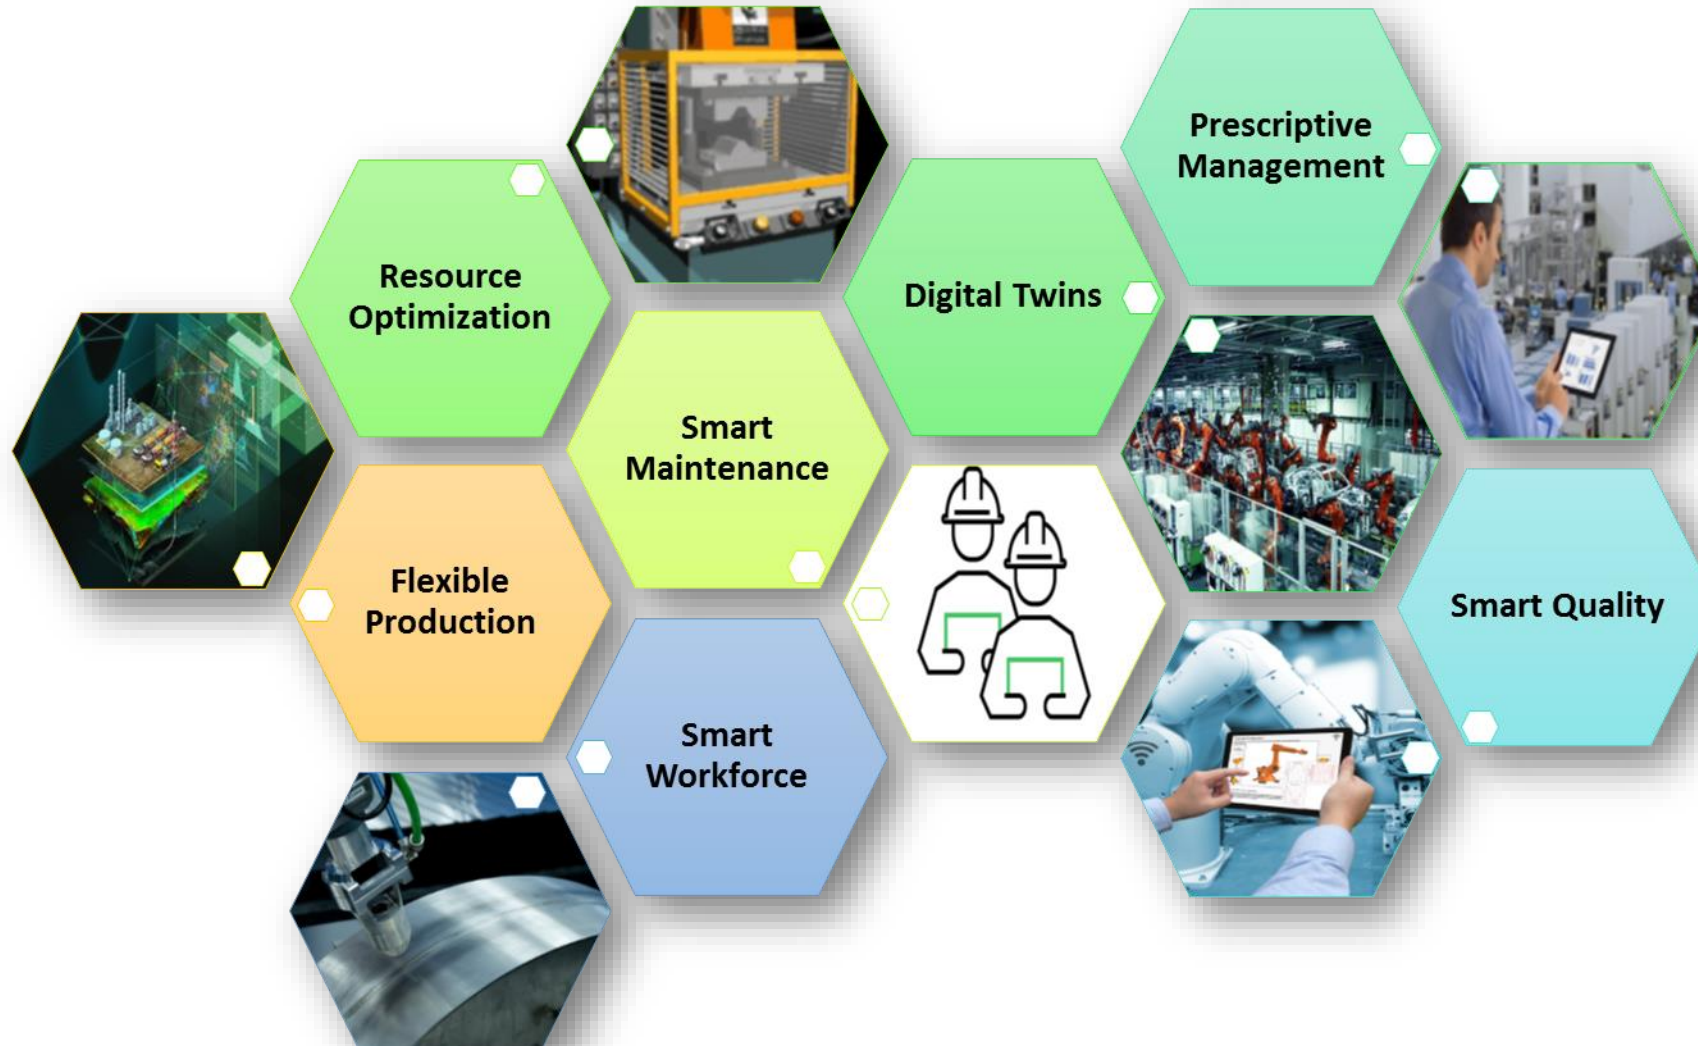 Prescriptive
Management
Resource
Optimization
Digital Twins
Smart
Maintenance
Flexible
Production
Smart Quality
Smart
Workforce